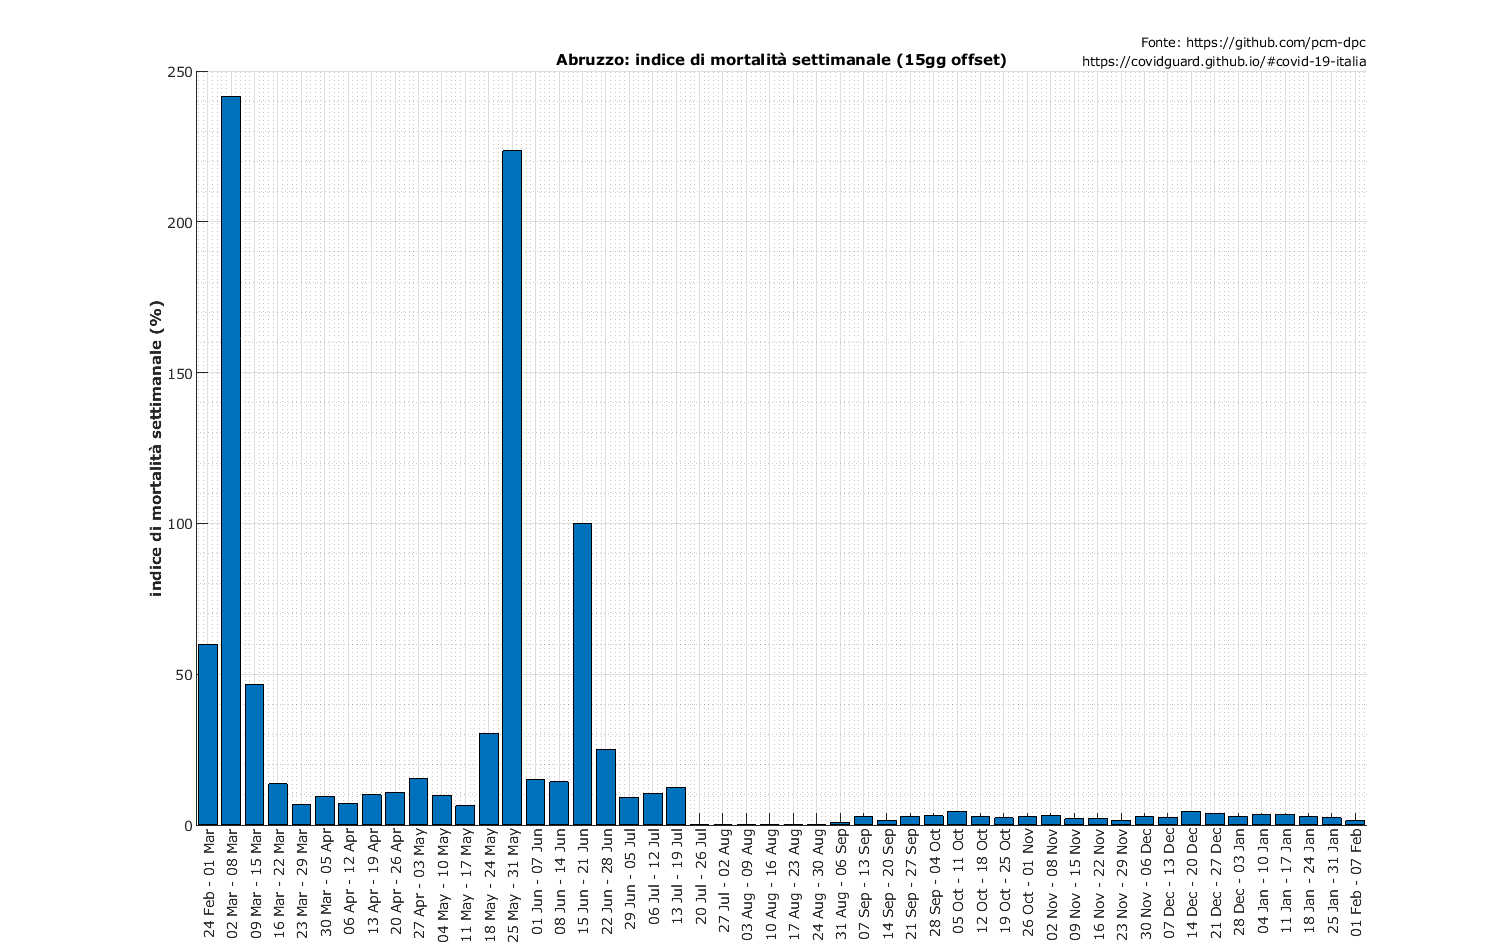 Fonte: https://github.com/pcm-dpc
Abruzzo: indice di mortalità settimanale (15gg offset)
https://covidguard.github.io/#covid-19-italia
indice di mortalità settimanale (%)
250
200
150
100
50
0
24 Feb - 01 Mar
02 Mar - 08 Mar
09 Mar - 15 Mar
16 Mar - 22 Mar
23 Mar - 29 Mar
30 Mar - 05 Apr
06 Apr - 12 Apr
13 Apr - 19 Apr
20 Apr - 26 Apr
27 Apr - 03 May
04 May - 10 May
11 May - 17 May
18 May - 24 May
25 May - 31 May
01 Jun - 07 Jun
08 Jun - 14 Jun
15 Jun - 21 Jun
22 Jun - 28 Jun
29 Jun - 05 Jul
06 Jul - 12 Jul
13 Jul - 19 Jul
20 Jul - 26 Jul
27 Jul - 02 Aug
03 Aug - 09 Aug
10 Aug - 16 Aug
17 Aug - 23 Aug
24 Aug - 30 Aug
31 Aug - 06 Sep
07 Sep - 13 Sep
14 Sep - 20 Sep
21 Sep - 27 Sep
28 Sep - 04 Oct
05 Oct - 11 Oct
12 Oct - 18 Oct
19 Oct - 25 Oct
26 Oct - 01 Nov
02 Nov - 08 Nov
09 Nov - 15 Nov
16 Nov - 22 Nov
23 Nov - 29 Nov
30 Nov - 06 Dec
07 Dec - 13 Dec
14 Dec - 20 Dec
21 Dec - 27 Dec
28 Dec - 03 Jan
04 Jan - 10 Jan
11 Jan - 17 Jan
18 Jan - 24 Jan
25 Jan - 31 Jan
01 Feb - 07 Feb